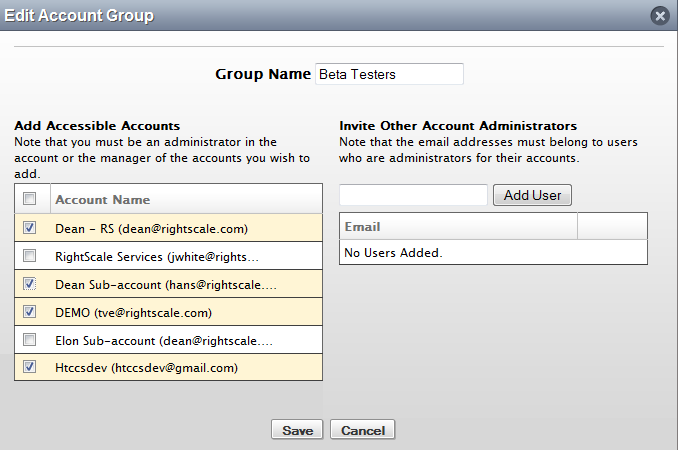 Edit Account Group
Group Name Beta Testers
Add Accessible Accounts
Note that you must be an administrator in the
account or the manager of the accounts you wish to
add.
Account Name
Dean - RS (dean@rightscale.com)
RightScale Services (jwhite@rights...
Dean Sub-account (hans@rightscale....
DEMO (tve@rightscale.com)
Elon Sub-account (dean@rightscale....
Htccsdev (htccsdev@gmail.com)
Invite Other Account Administrators
Note that the email addresses must belong to users
who are administrators for their accounts.
Add User
Email
No Users Added.
Save Cancel